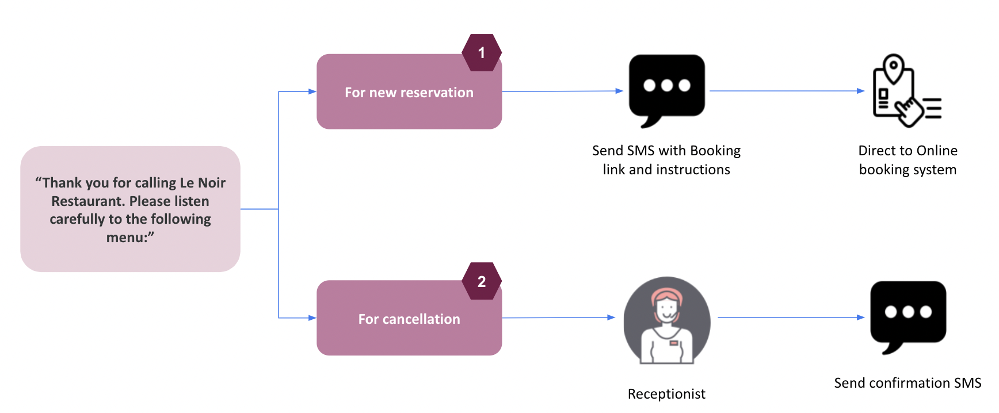 “Thank you for calling Le Noir
Restaurant. Please listen
carefully to the following
menu:”
1
For new reservation
Send SMS with Booking
link and instructions
Direct to Online
booking system
2
For cancellation
Receptionist
Send confirmation SMS